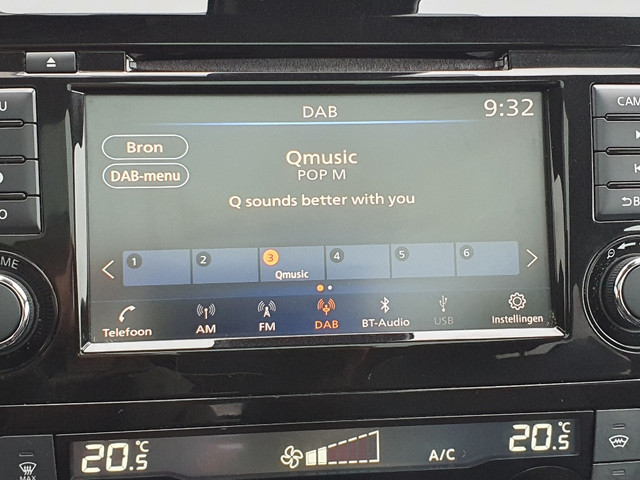 DAB
9:32
Bron
Qmusic
POP M
DAB-menu
Q sounds better with you
1 2 3 4 5 6
Qmusic
Telefoon AM FM DAB BT-Audio USB Instellingen
CAM
20.5°C A/C 20.5°C
MAX